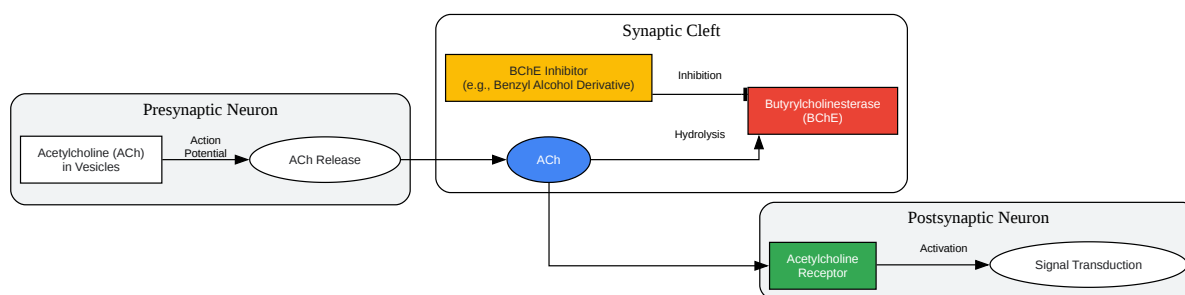 Synaptic Cleft
BChE Inhibitor
(e.g., Benzyl Alcohol Derivative)
Inhibition
Butyrylcholinesterase
(BChE)
Presynaptic Neuron
Acetylcholine (ACh)
in Vesicles
Action
Potential
ACh Release
ACh
Hydrolysis
Postsynaptic Neuron
Acetylcholine
Receptor
Activation
Signal Transduction